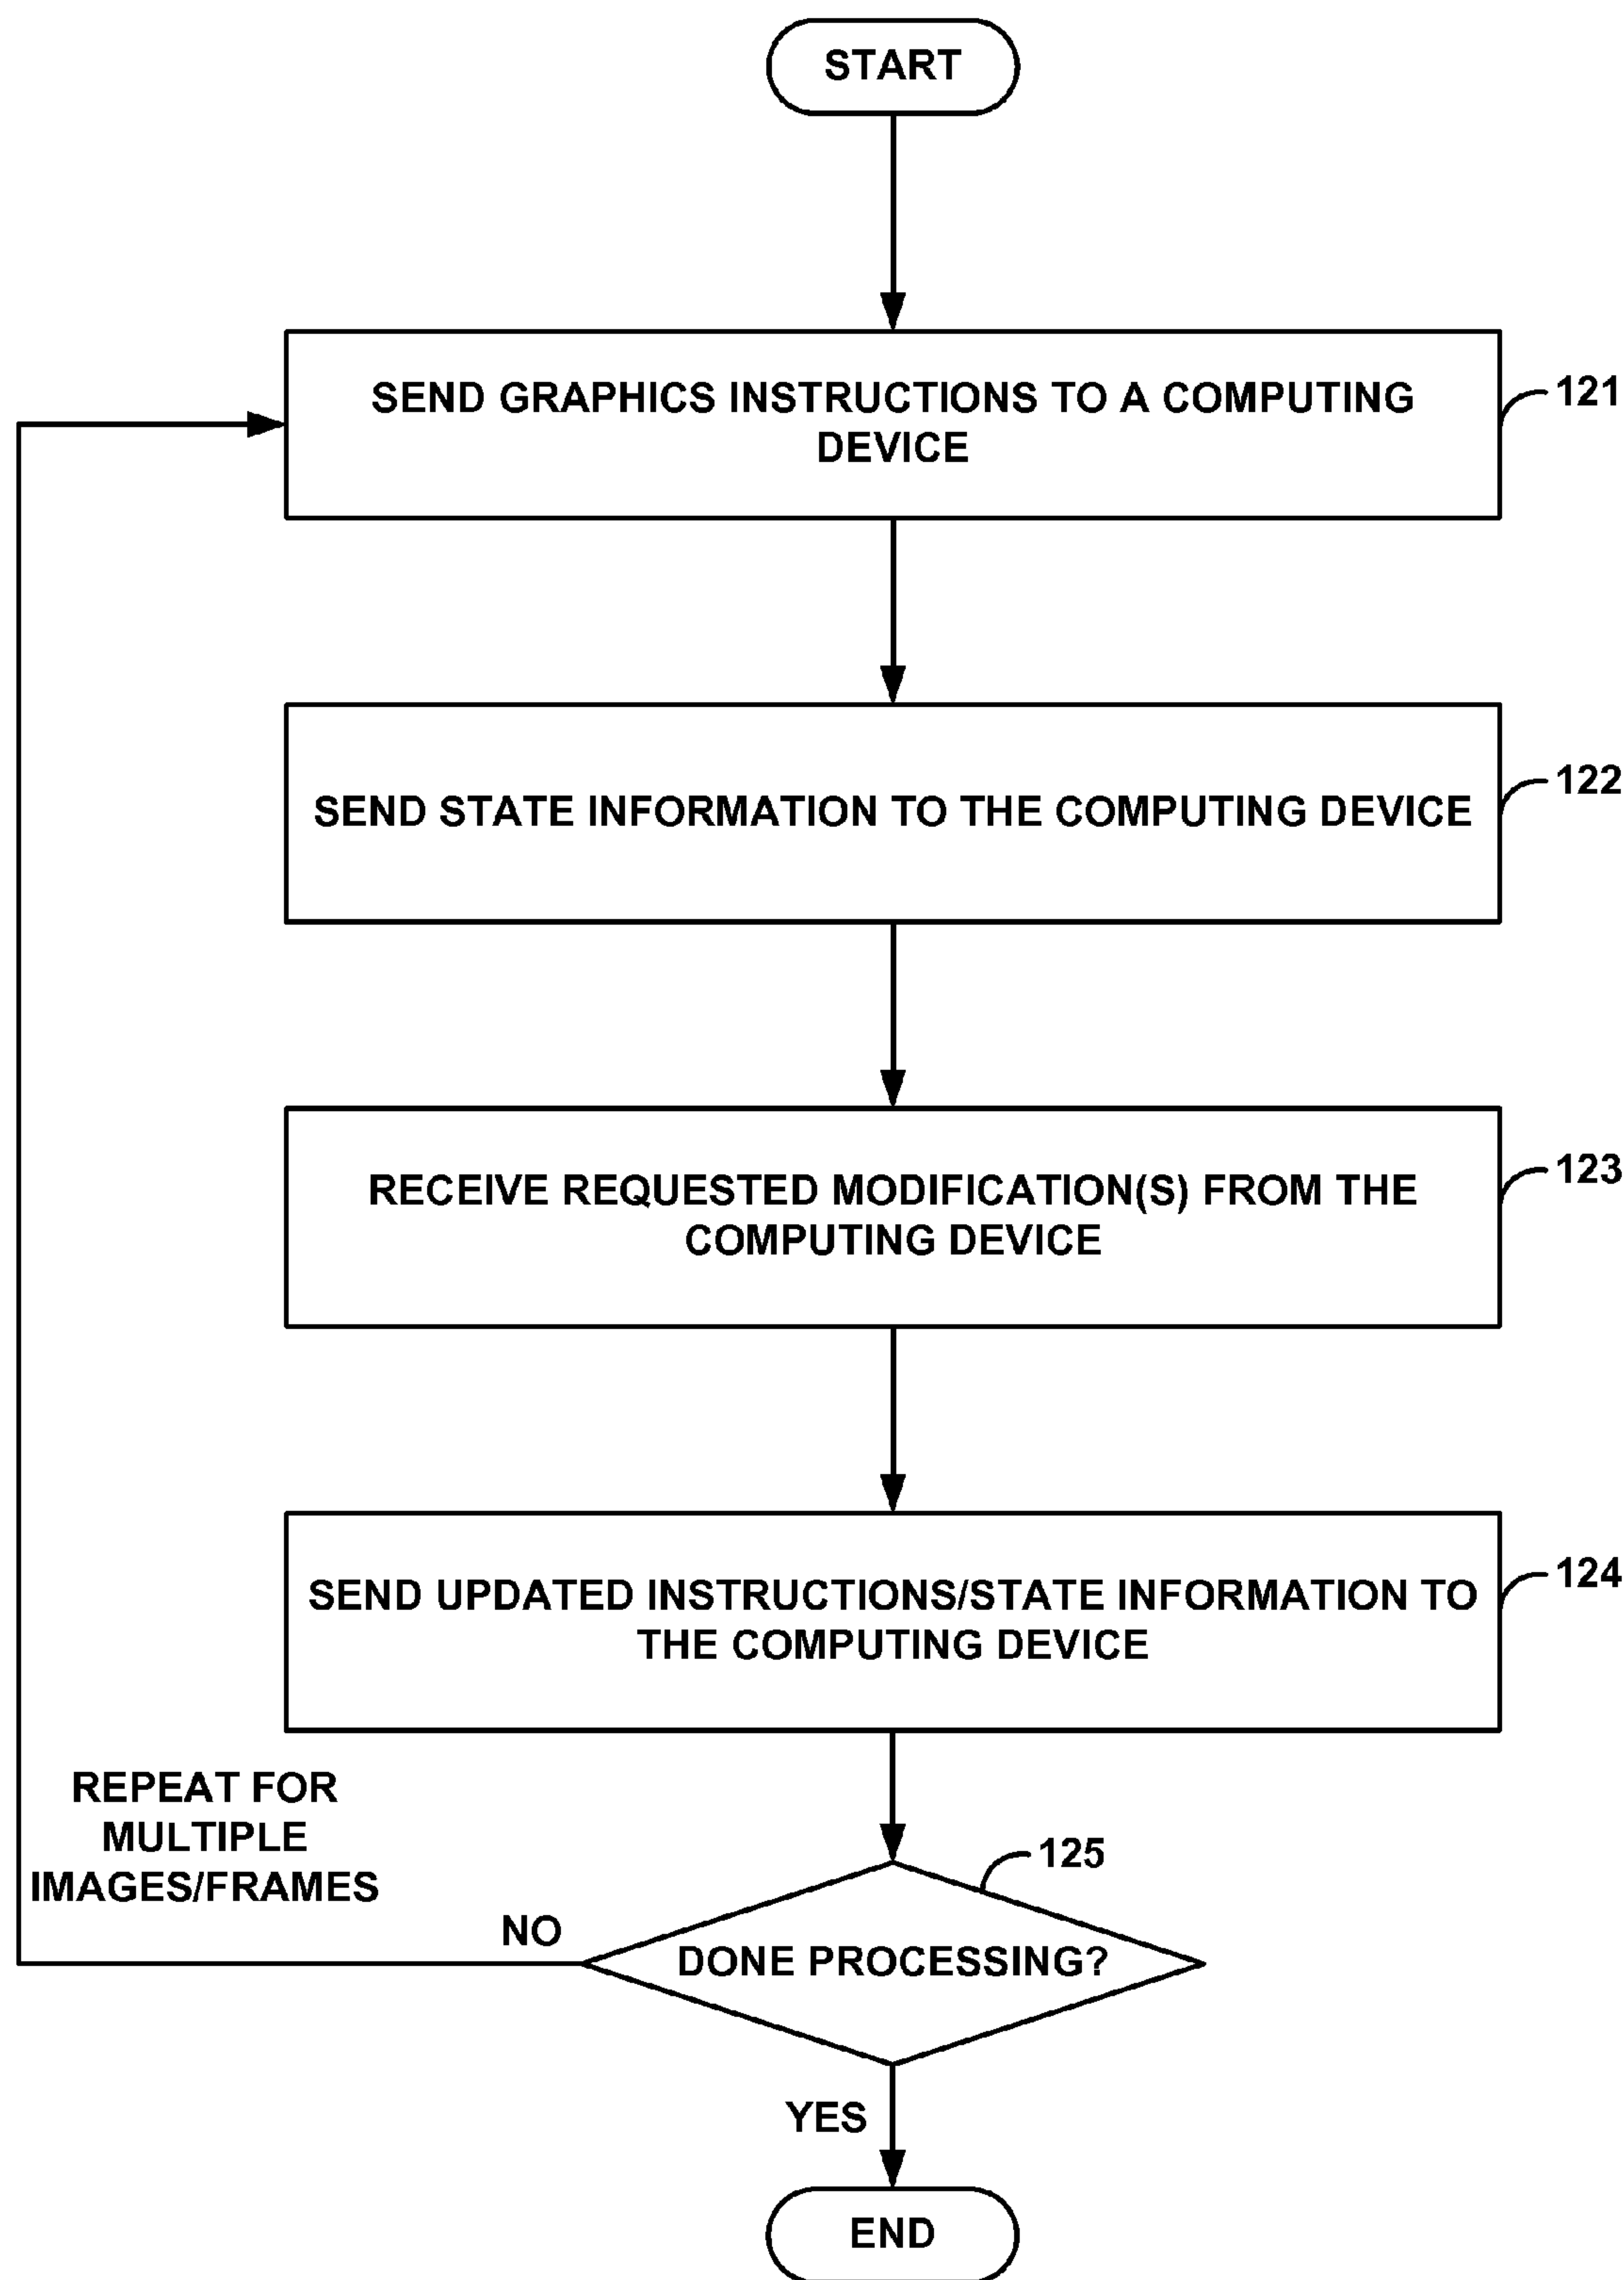 START
SEND GRAPHICS INSTRUCTIONS TO A COMPUTING
DEVICE
121
SEND STATE INFORMATION TO THE COMPUTING DEVICE
122
RECEIVE REQUESTED MODIFICATION(S) FROM THE
COMPUTING DEVICE
123
SEND UPDATED INSTRUCTIONS/STATE INFORMATION TO
THE COMPUTING DEVICE
124
REPEAT FOR
MULTIPLE
IMAGES/FRAMES
125
NO
DONE PROCESSING?
YES
END